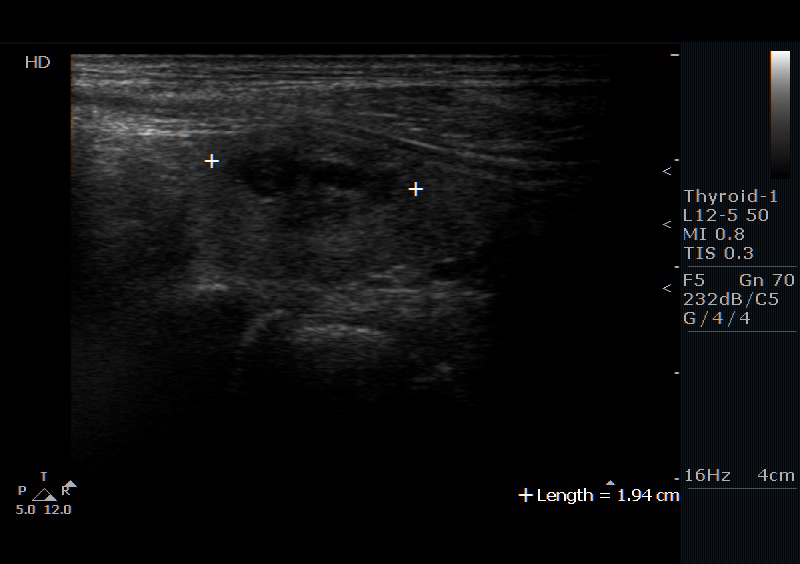 HD
Thyroid-1
L12-5 50
MI 0.8
TIS 0.3
F5 Gn 70
232dB/C5
G/4/4
16Hz 4cm
T
P R
5.0 12.0
+ Length = 1.94 cm